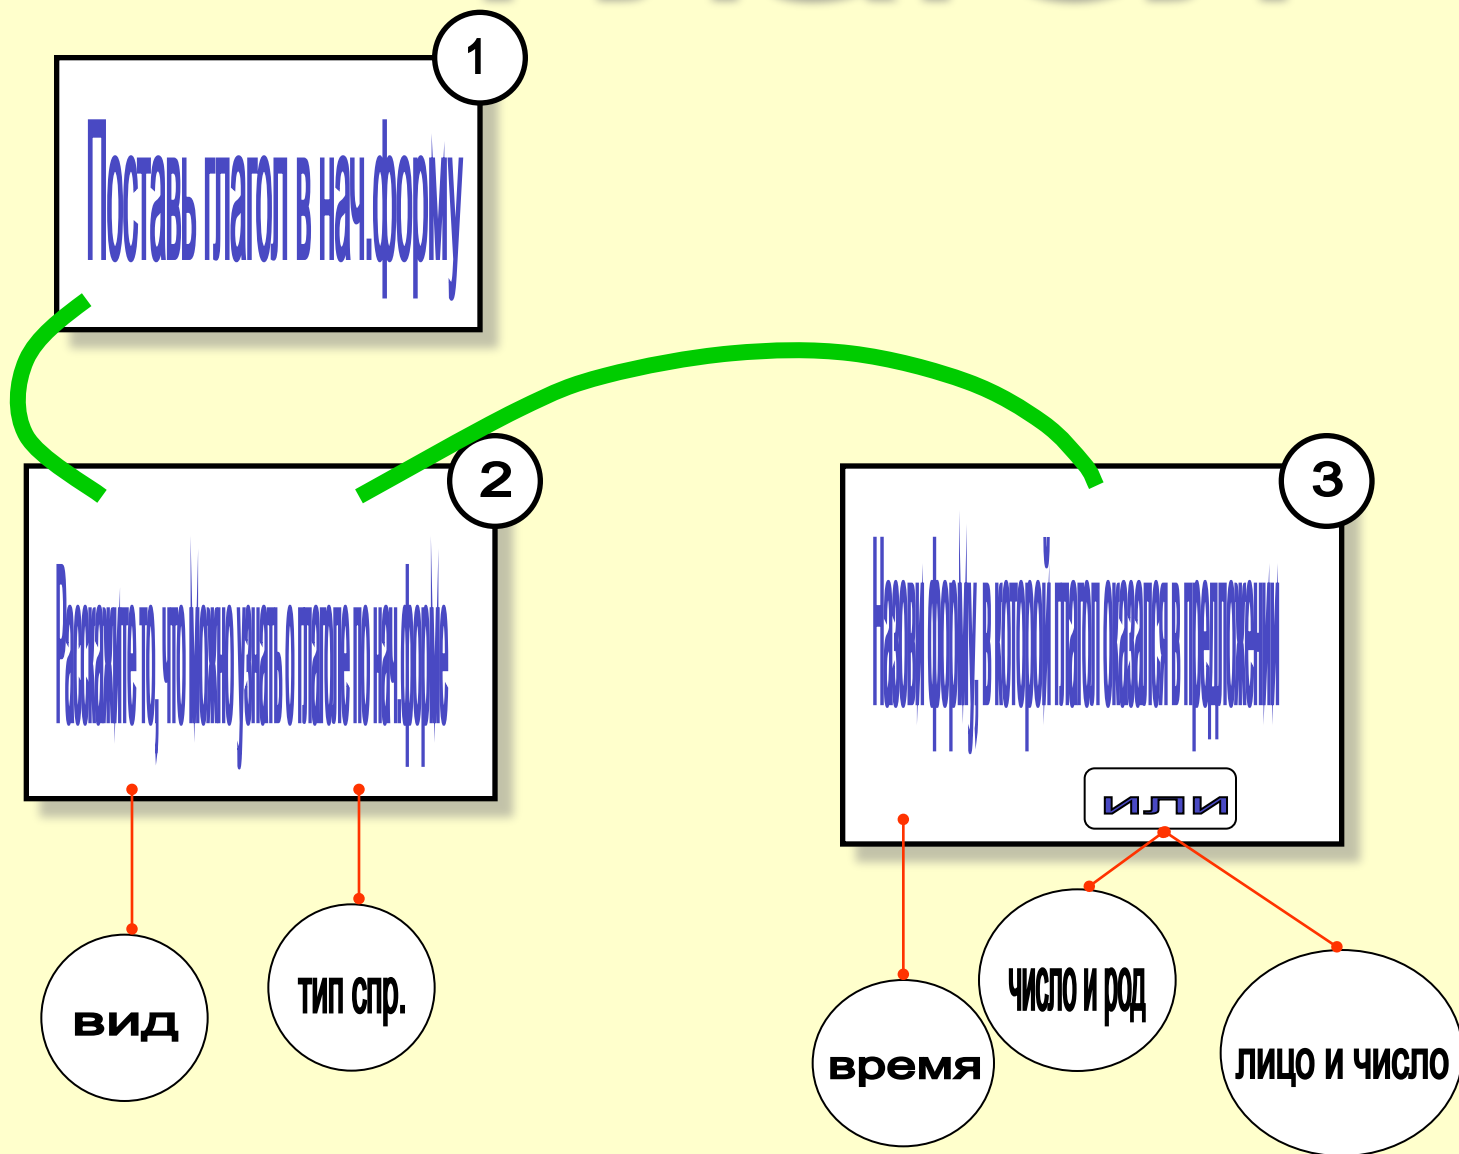 1
Поставь глагол в нач.форму
2
Расскажите то, что можно узнать о глаголе по нач.форме
3
Назови форму, в которой глагол оказался в предложении
или
вид
тип спр.
время
число и род
лицо и число